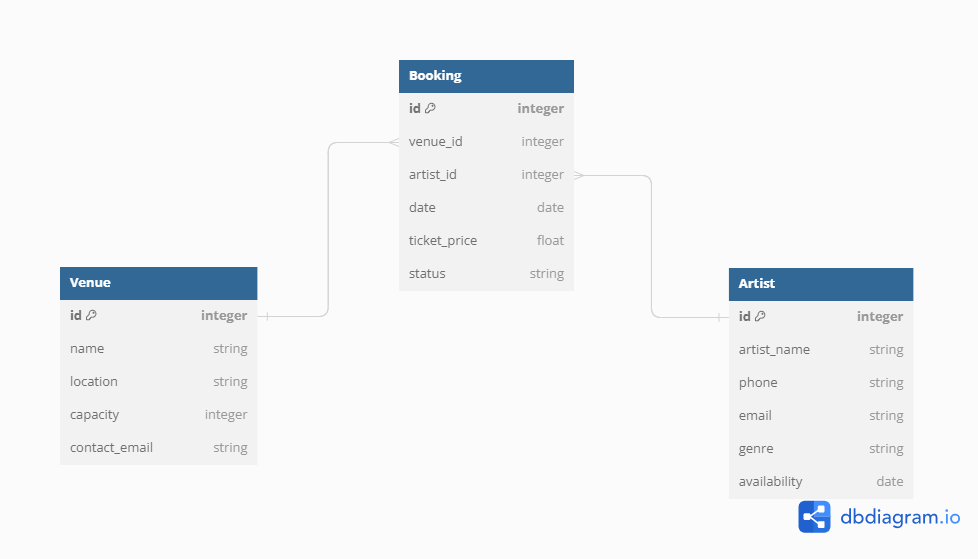 Booking
id integer
venue_id integer
artist_id integer
date date
ticket_price float
status string
Venue
id integer
name string
location string
capacity integer
contact_email string
Artist
id integer
artist_name string
phone string
email string
genre string
availability date
dbdiagram.io